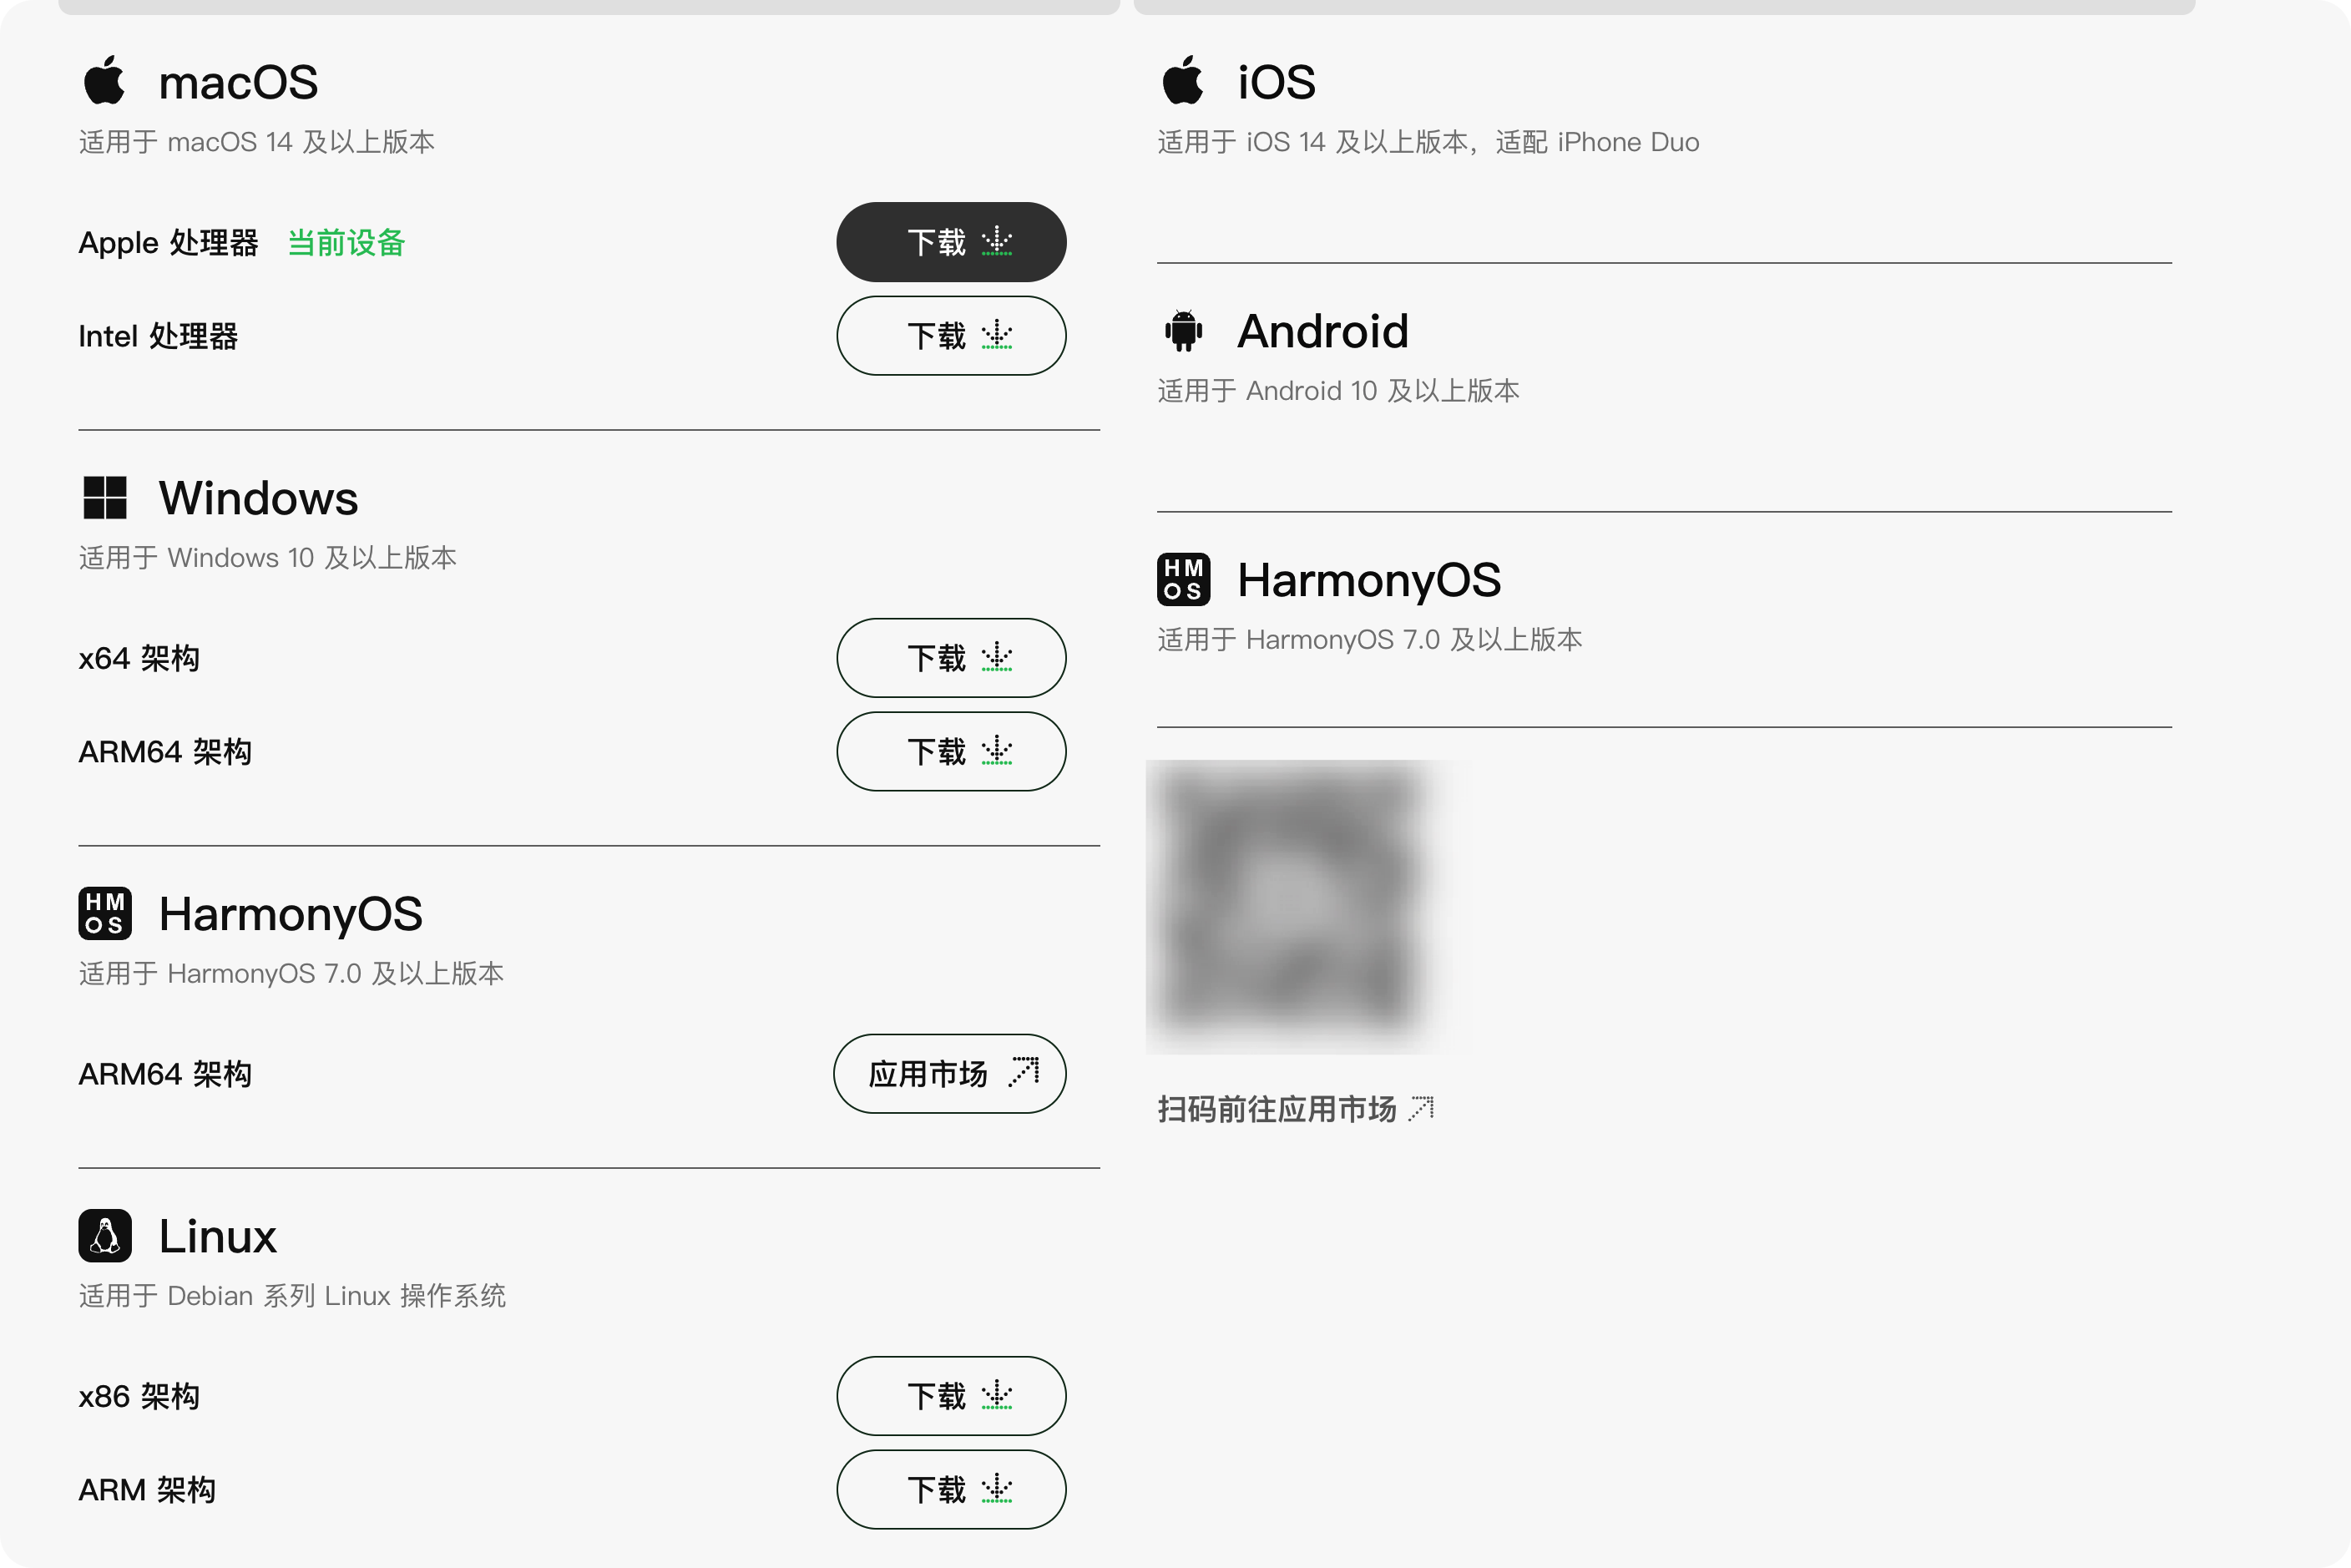 macOS
适用于 macOS 14 及以上版本
Apple 处理器 当前设备
下载
Intel 处理器
下载
Windows
适用于 Windows 10 及以上版本
x64 架构
下载
ARM64 架构
下载
HM
OS
HarmonyOS
适用于 HarmonyOS 7.0 及以上版本
ARM64 架构
应用市场
Linux
适用于 Debian 系列 Linux 操作系统
x86 架构
下载
ARM 架构
下载
iOS
适用于 iOS 14 及以上版本，适配 iPhone Duo
Android
适用于 Android 10 及以上版本
HM
OS
HarmonyOS
适用于 HarmonyOS 7.0 及以上版本
扫码前往应用市场